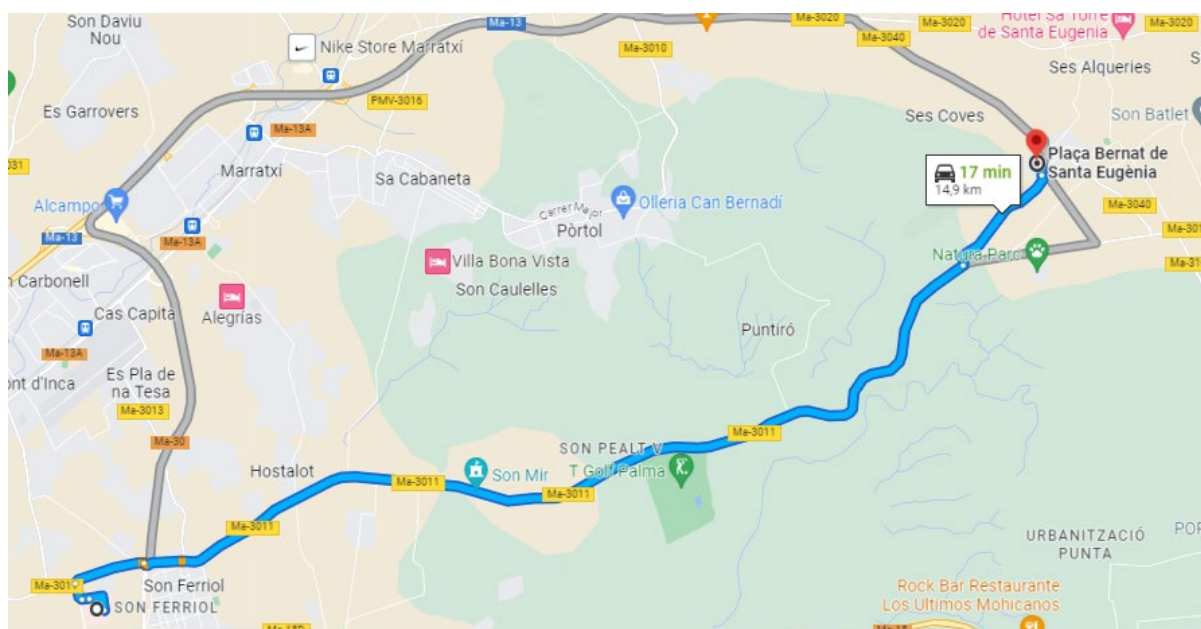 Son Daviu
Nou
Ma-13
Ma-3020
Ma-3020
Ma-3020
Hotel Sa Torre
de Santa Eugenia
Nike Store Marratxí
Ma-3010
Ma-3040
Ses Alqueries
PMV-3016
Es Garrovers
Ma-13A
Ses Coves
Son Batlet
031
Marratxí
Sa Cabaneta
17 min
14,9 km
Plaça Bernat de
Santa Eugènia
Alcampo
Carrer Major
Olleria Can Bernadí
Pòrtol
Ma-3040
Ma-13
Ma-13A
Natura Parc
Villa Bona Vista
Son Caulelles
Carbonell
Cas Capita
Alegrías
Puntiró
Ma-13A
ont d'Inca
Es Pla de
na Tesa
Ma-3013
Ma-30
SON PEALT V
Ma-3011
Hostalot
Son Mir
T Golf Palma
Ma-3011
Ma-3011
Ma-3011
URBANITZACIÓ
PUNTA
Son Ferriol
SON FERRIOL
Rock Bar Restaurante
Los Ultimos Mohicanos